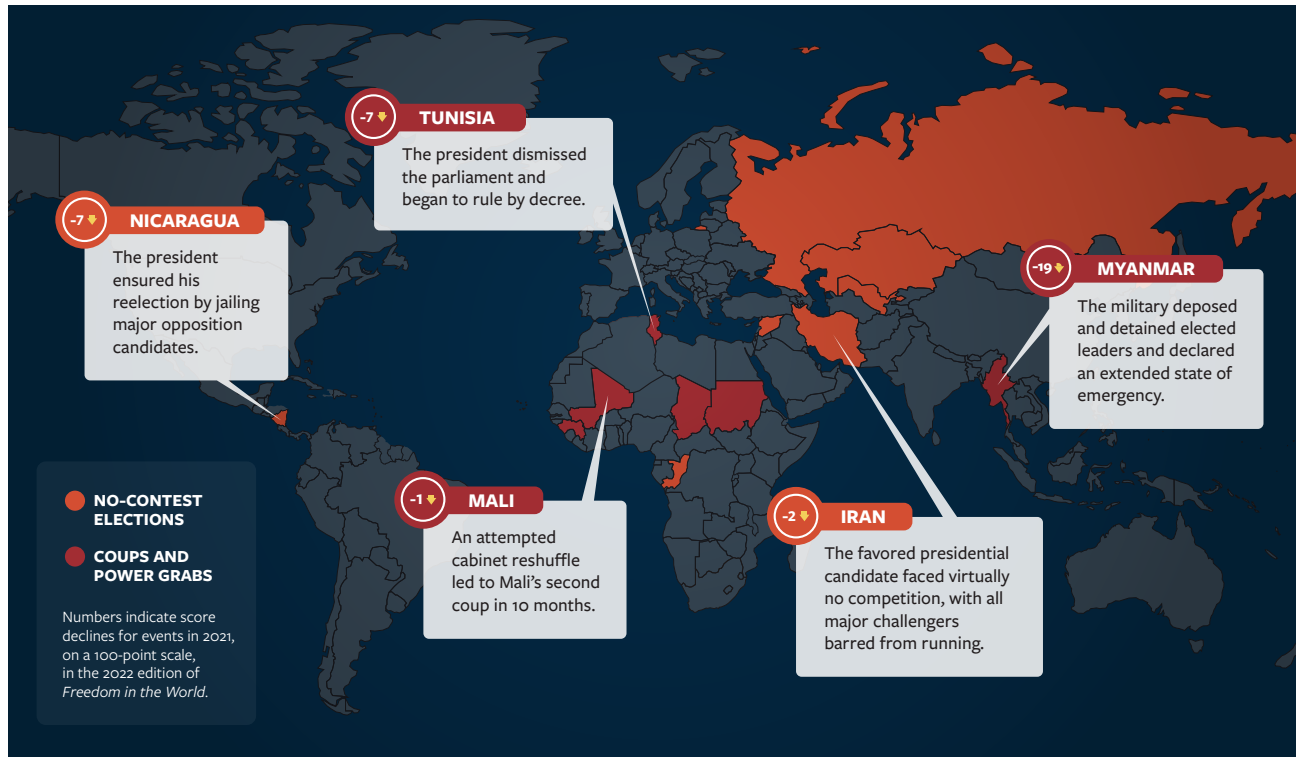 -7
TUNISIA
The president dismissed
the parliament and
began to rule by decree.
-7
NICARAGUA
The president
ensured his
reelection by jailing
major opposition
candidates.
-19
MYANMAR
The military deposed
and detained elected
leaders and declared
an extended state of
emergency.
-1
MALI
An attempted
cabinet reshuffle
led to Mali’s second
coup in 10 months.
-2
IRAN
The favored presidential
candidate faced virtually
no competition, with all
major challengers
barred from running.
NO-CONTEST
ELECTIONS
COUPS AND
POWER GRABS
Numbers indicate score
declines for events in 2021,
on a 100-point scale,
in the 2022 edition of
Freedom in the World.